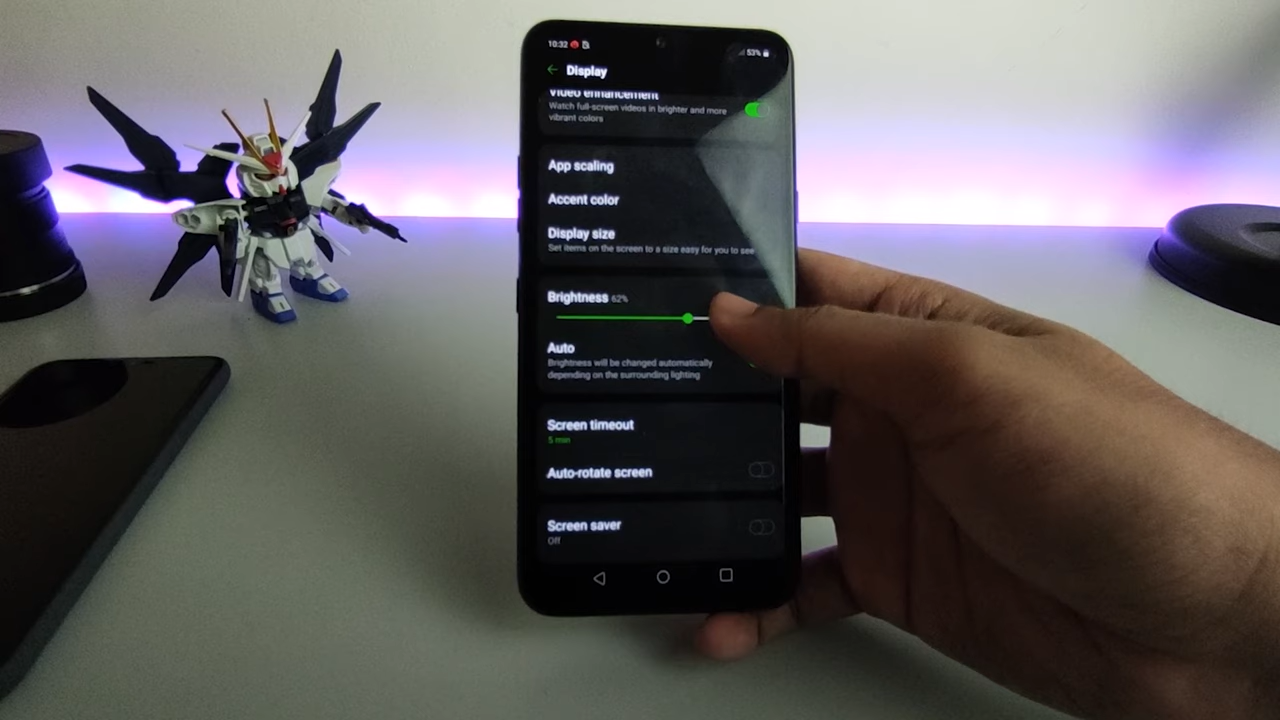 10:32
53%
Display
Video enhancement
Watch full-screen videos in brighter and more
vibrant colors
App scaling
Accent color
Display size
Set items on the screen to a size easy for you to see
Brightness 62%
Auto
Brightness will be changed automatically
depending on the surrounding lighting
Screen timeout
5 min
Auto-rotate screen
Screen saver
Off